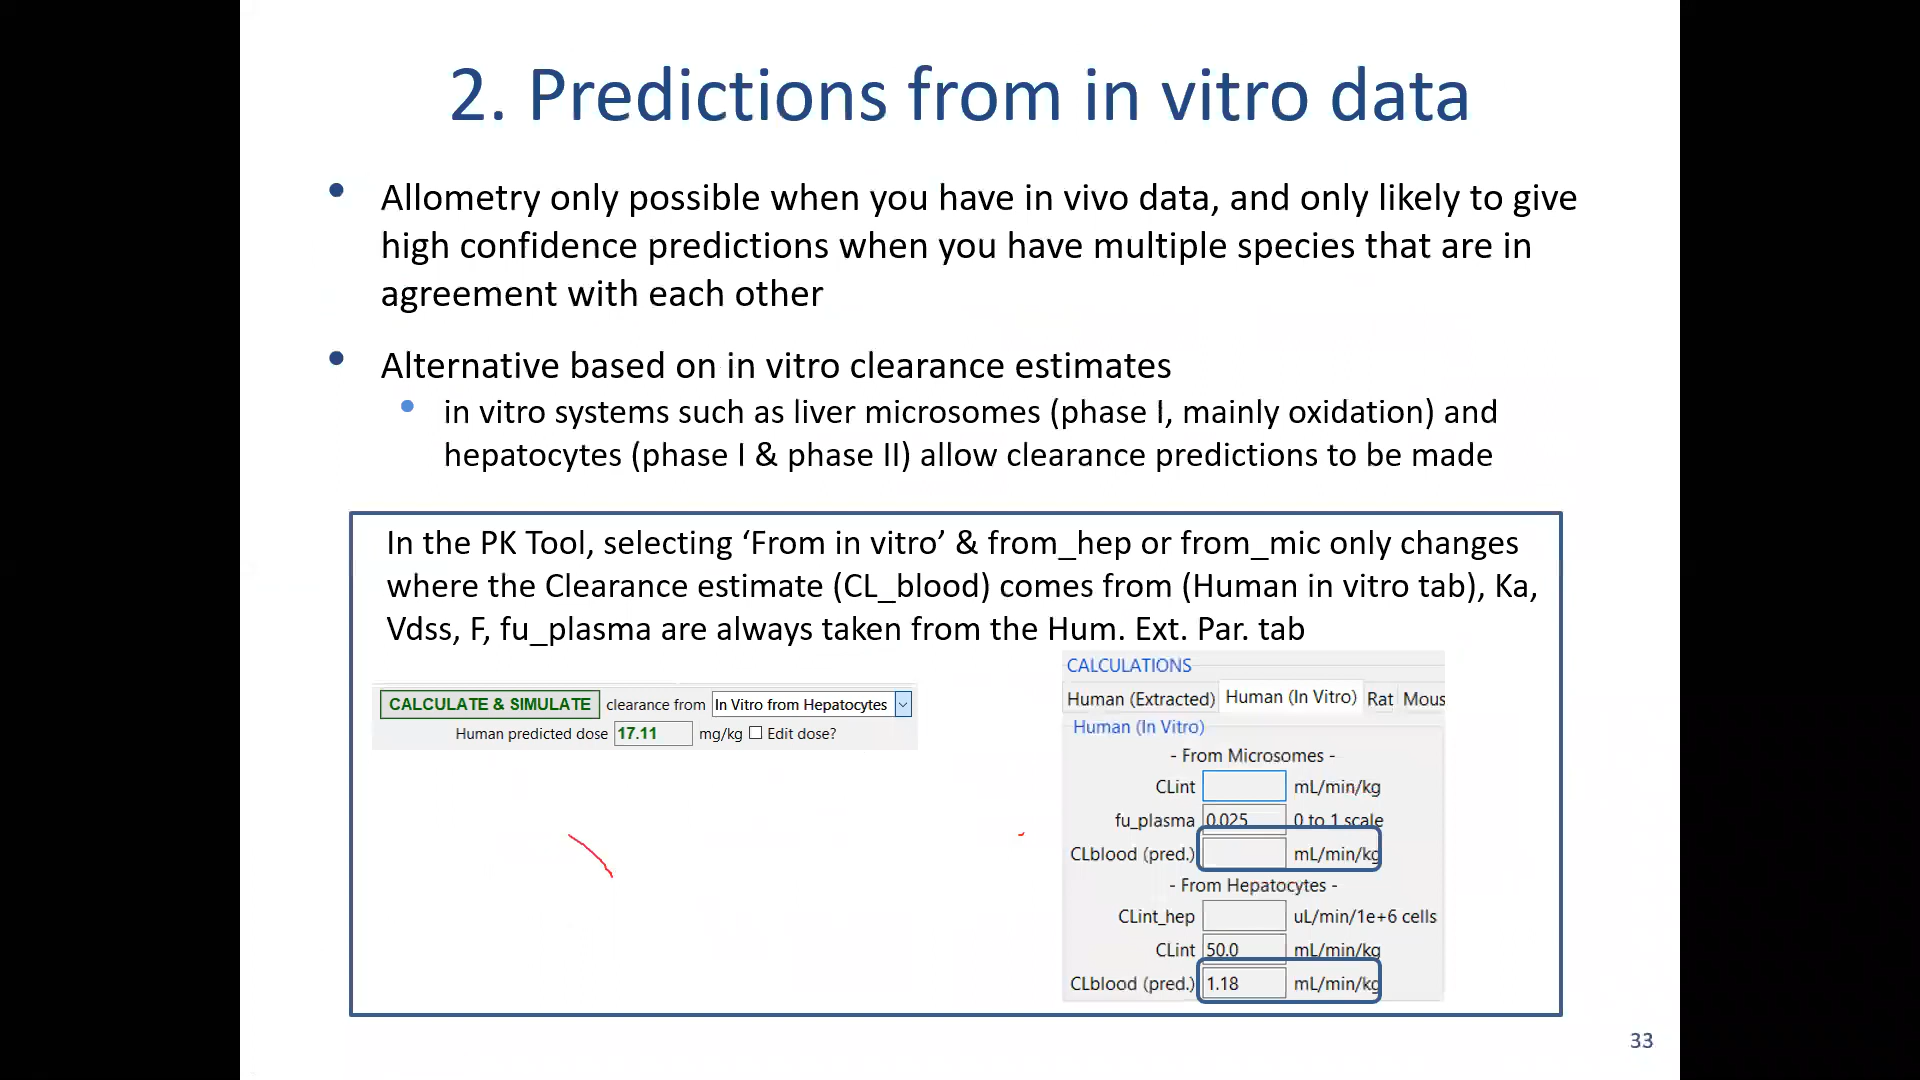 2. Predictions from in vitro data
• Allometry only possible when you have in vivo data, and only likely to give
high confidence predictions when you have multiple species that are in
agreement with each other
• Alternative based on in vitro clearance estimates
• in vitro systems such as liver microsomes (phase I, mainly oxidation) and
hepatocytes (phase I & phase II) allow clearance predictions to be made
In the PK Tool, selecting ‘From in vitro’ & from_hep or from_mic only changes
where the Clearance estimate (CL_blood) comes from (Human in vitro tab), Ka,
Vdss, F, fu_plasma are always taken from the Hum. Ext. Par. tab
CALCULATE & SIMULATE clearance from In Vitro from Hepatocytes
Human predicted dose 17.11 mg/kg Edit dose?
CALCULATIONS
Human (Extracted) Human (In Vitro) Rat Mous
Human (In Vitro)
- From Microsomes -
CLint mL/min/kg
fu_plasma 0.025 0 to 1 scale
CLblood (pred.) mL/min/kg
- From Hepatocytes -
CLint_hep uL/min/1e+6 cells
CLint 50.0 mL/min/kg
CLblood (pred.) 1.18 mL/min/kg
33